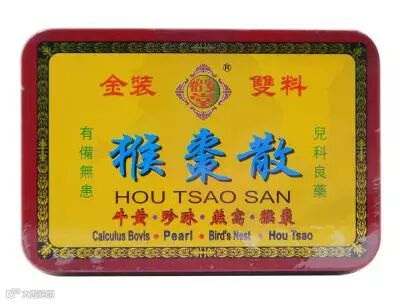 金裝 ® 雙料
有備無患
猴棗散
兒科良藥
HOU TSAO SAN
牛黃·珍珠·燕窩·猴棗
Calculus Bovis • Pearl • Bird's Nest • Hou Tsao